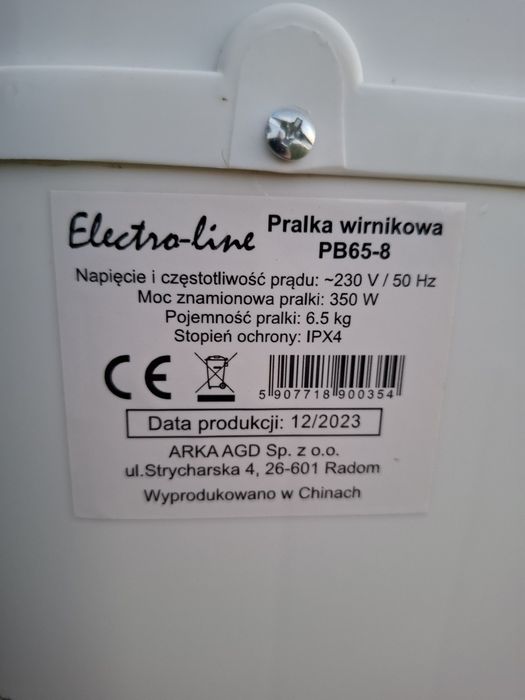 Electro-line
Pralka wirnikowa
PB65-8
Napięcie i częstotliwość prądu: ~230 V / 50 Hz
Moc znamionowa pralki: 350 W
Pojemność pralki: 6.5 kg
Stopień ochrony: IPX4
CE
5 907718 900354
Data produkcji: 12/2023
ARKA AGD Sp. z o.o.
ul.Strycharska 4, 26-601 Radom
Wyprodukowano w Chinach